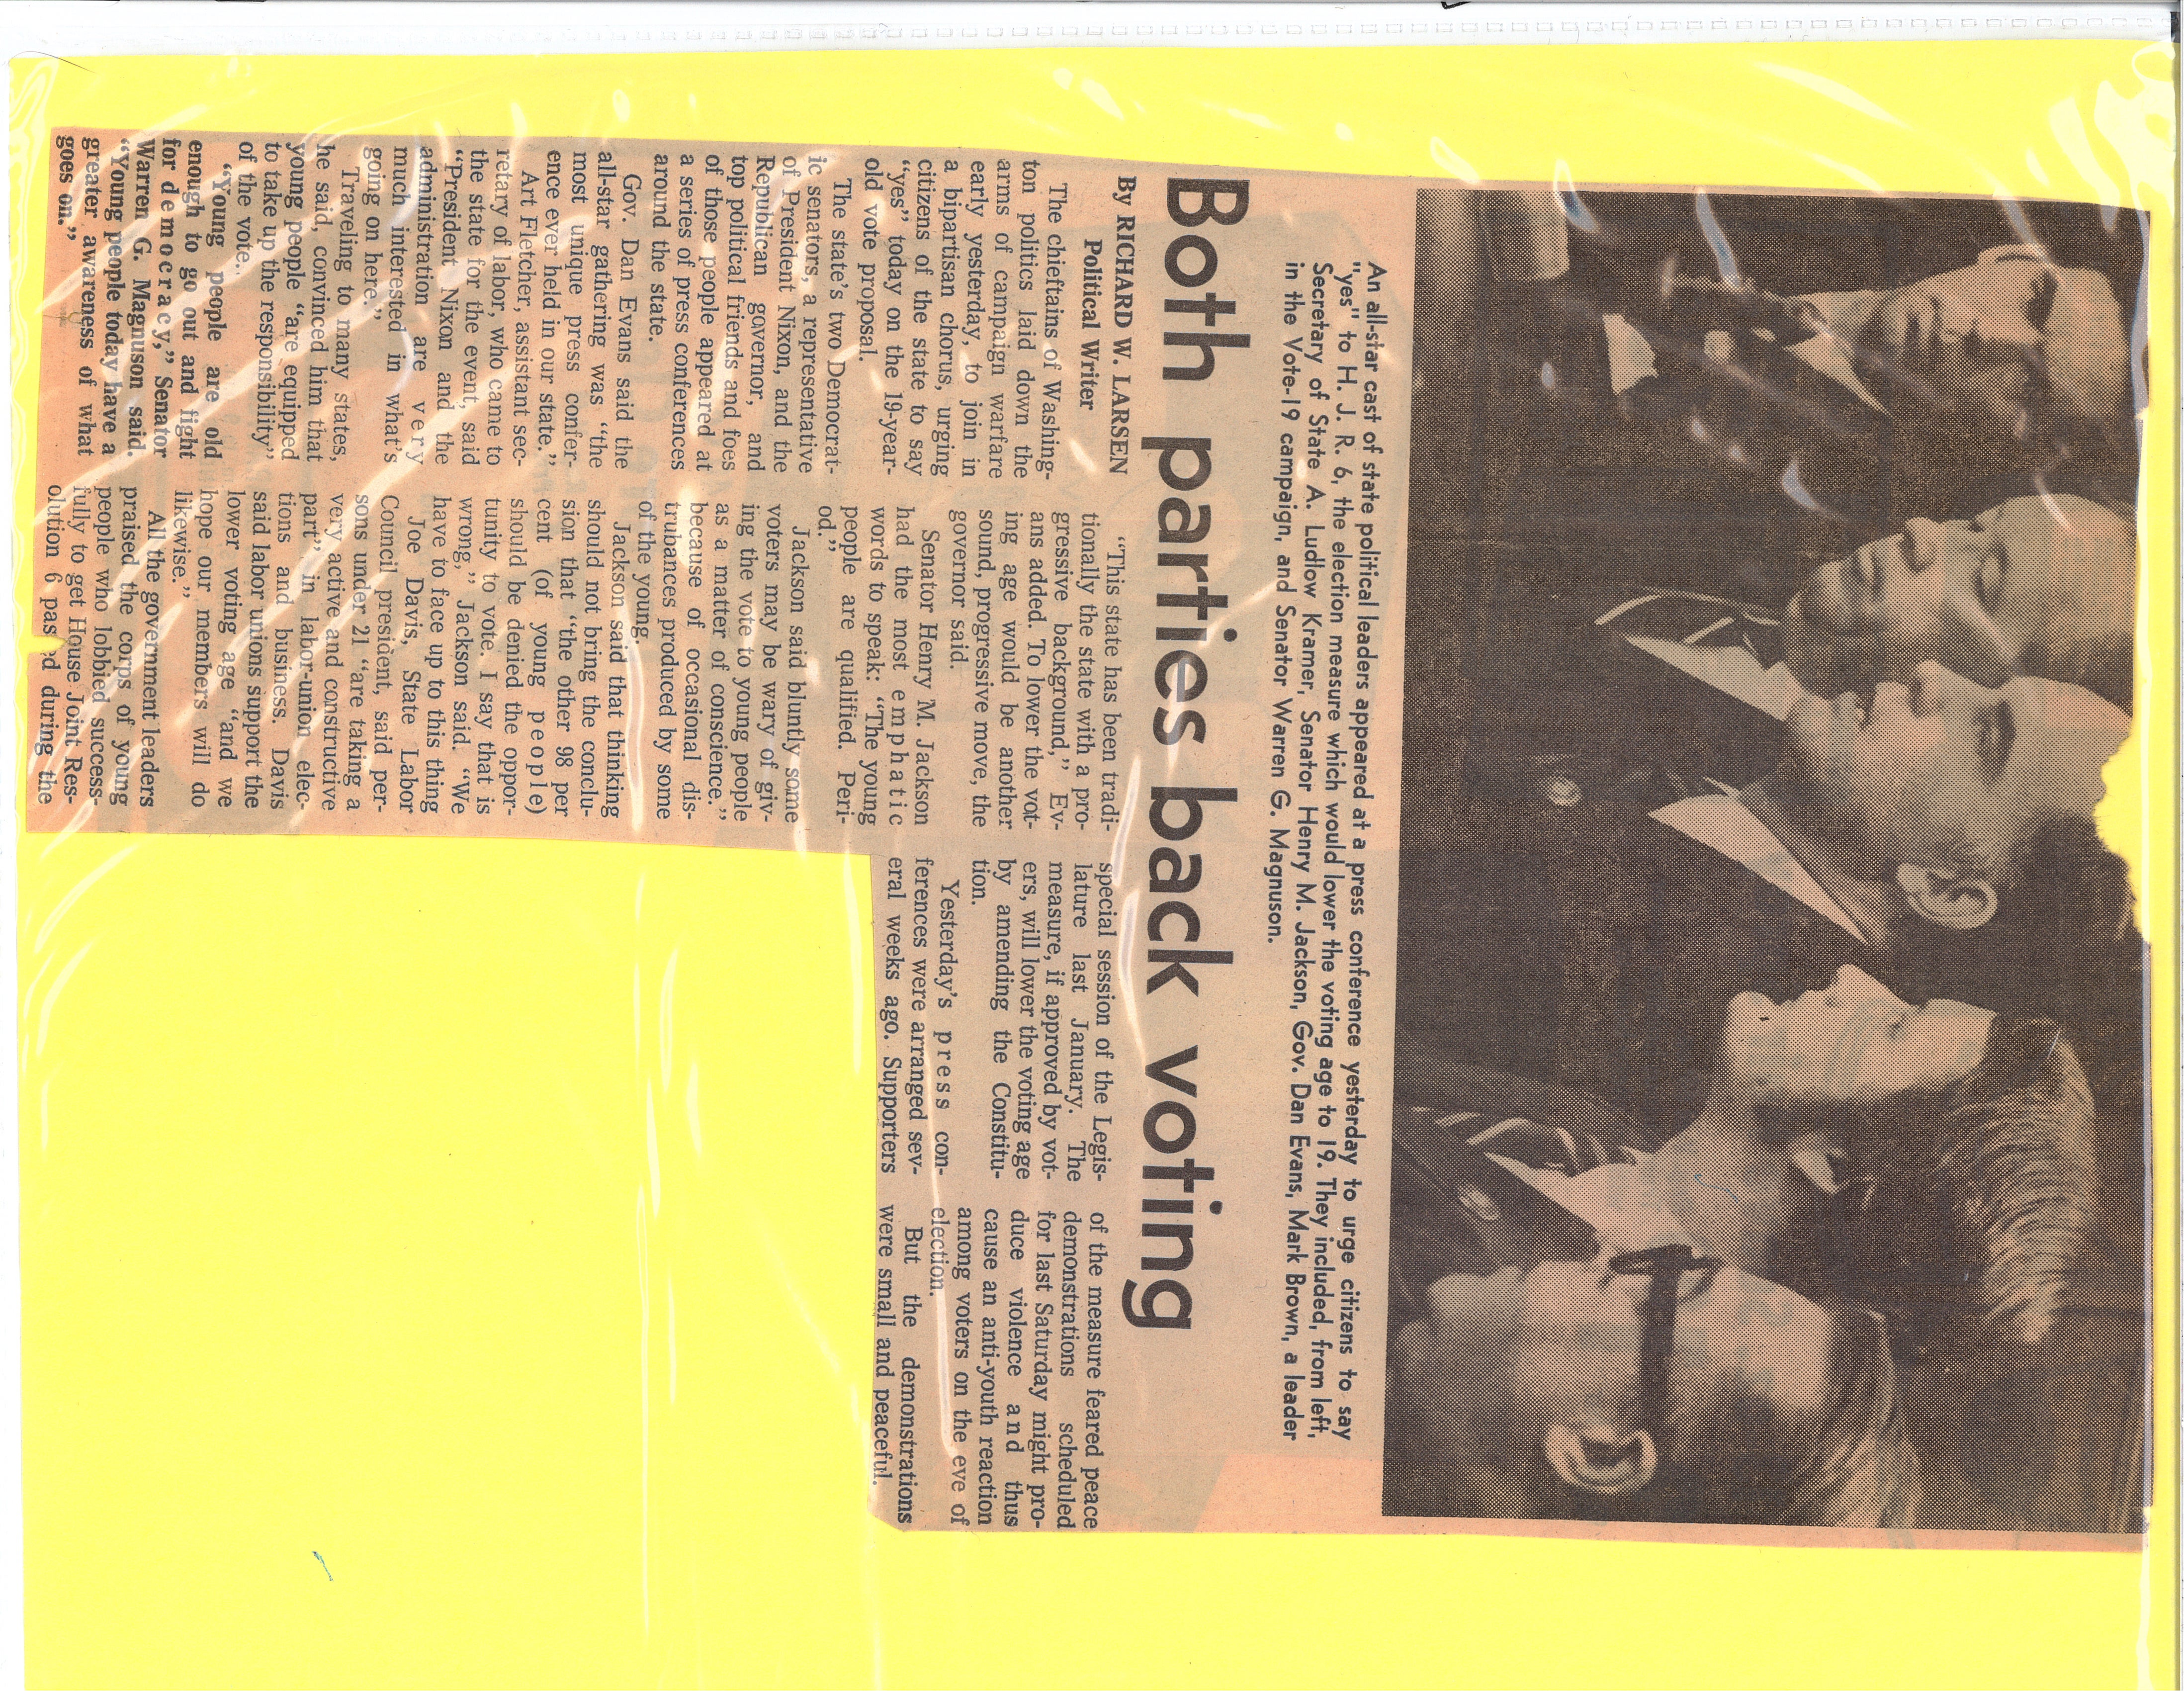 An all-star cast of state political leaders appeared at a press conference yesterday to urge citizens to say
"yes" to H. J. R. 6, the election measure which would lower the voting age to 19. They included, from left,
Secretary of State A. Ludlow Kramer, Senator Henry M. Jackson, Gov. Dan Evans, Mark Brown, a leader
in the Vote-19 campaign, and Senator Warren G. Magnuson.
Both parties back voting
By RICHARD W. LARSEN
Political Writer
The chieftains of Washing-
ton politics laid down the
arms of campaign warfare
early yesterday, to join in
a bipartisan chorus, urging
citizens of the state to say
“yes” today on the 19-year-
old vote proposal.
The state’s two Democrat-
ic senators, a representative
of President Nixon, and the
Republican governor, and
top political friends and foes
of those people appeared at
a series of press conferences
around the state.
Gov. Dan Evans said the
all-star gathering was “the
most unique press confer-
ence ever held in our state.”
Art Fletcher, assistant sec-
retary of labor, who came to
the state for the event, said
“President Nixon and the
administration are very
much interested in what’s
going on here.”
Traveling to many states,
he said, convinced him that
young people “are equipped
to take up the responsibility”
of the vote.
“Young people are old
enough to go out and fight
for democracy,” Senator
Warren G. Magnuson said.
“Young people today have a
greater awareness of what
goes on.”
“This state has been tradi-
tionally the state with a pro-
gressive background,” Ev-
ans added. To lower the vot-
ing age would be another
sound, progressive move, the
governor said.
Senator Henry M. Jackson
had the most emphatic
words to speak: “The young
people are qualified. Peri-
od.”
Jackson said bluntly some
voters may be wary of giv-
ing the vote to young people
as a matter of conscience.”
because of occasional dis-
trubances produced by some
of the young.
Jackson said that thinking
should not bring the conclu-
sion that “the other 98 per
cent (of young people)
should be denied the oppor-
tunity to vote. I say that is
wrong,” Jackson said. “We
have to face up to this thing
Joe Davis, State Labor
Council president, said per-
sons under 21 “are taking a
very active and constructive
part” in labor-union elec-
tions and business. Davis
said labor unions support the
lower voting age “and we
hope our members will do
likewise.”
All the government leaders
praised the corps of young
people who lobbied success-
fully to get House Joint Res-
olution 6 pas ed during the
special session of the Legis-
lature last January. The
measure, if approved by vot-
ers, will lower the voting age
by amending the Constitu-
tion.
Yesterday’s press con-
ferences were arranged sev-
eral weeks ago. Supporters
of the measure feared peace
demonstrations scheduled
for last Saturday might pro-
duce violence and thus
cause an anti-youth reaction
among voters on the eve of
election.
But the demonstrations
were small and peaceful.